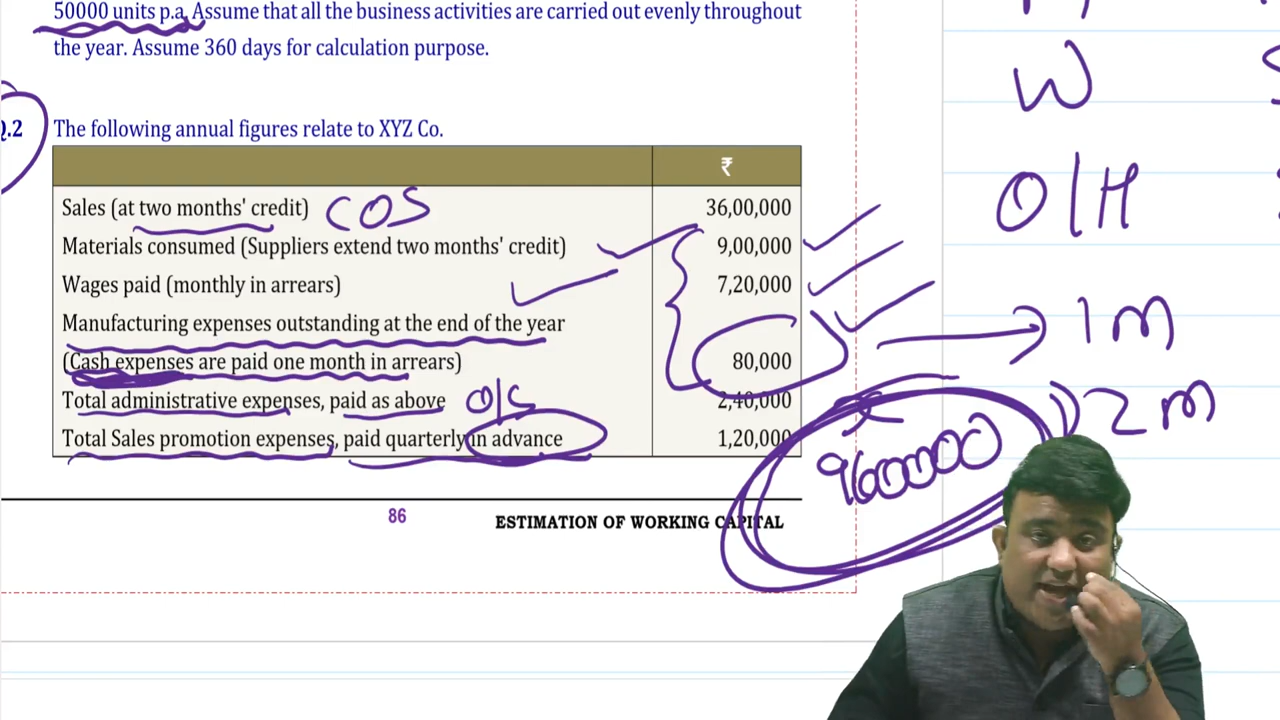 50000 units p.a. Assume that all the business activities are carried out evenly throughout
the year. Assume 360 days for calculation purpose.
W
Q.2 The following annual figures relate to XYZ Co.
₹
Sales (at two months' credit) COS 36,00,000
O/H
Materials consumed (Suppliers extend two months' credit) 9,00,000
Wages paid (monthly in arrears) 7,20,000
Manufacturing expenses outstanding at the end of the year
1 m
(Cash expenses are paid one month in arrears) 80,000
Total administrative expenses, paid as above O/S 2,40,000
2 m
Total Sales promotion expenses, paid quarterly in advance 1,20,000
960000
86 ESTIMATION OF WORKING CAPITAL